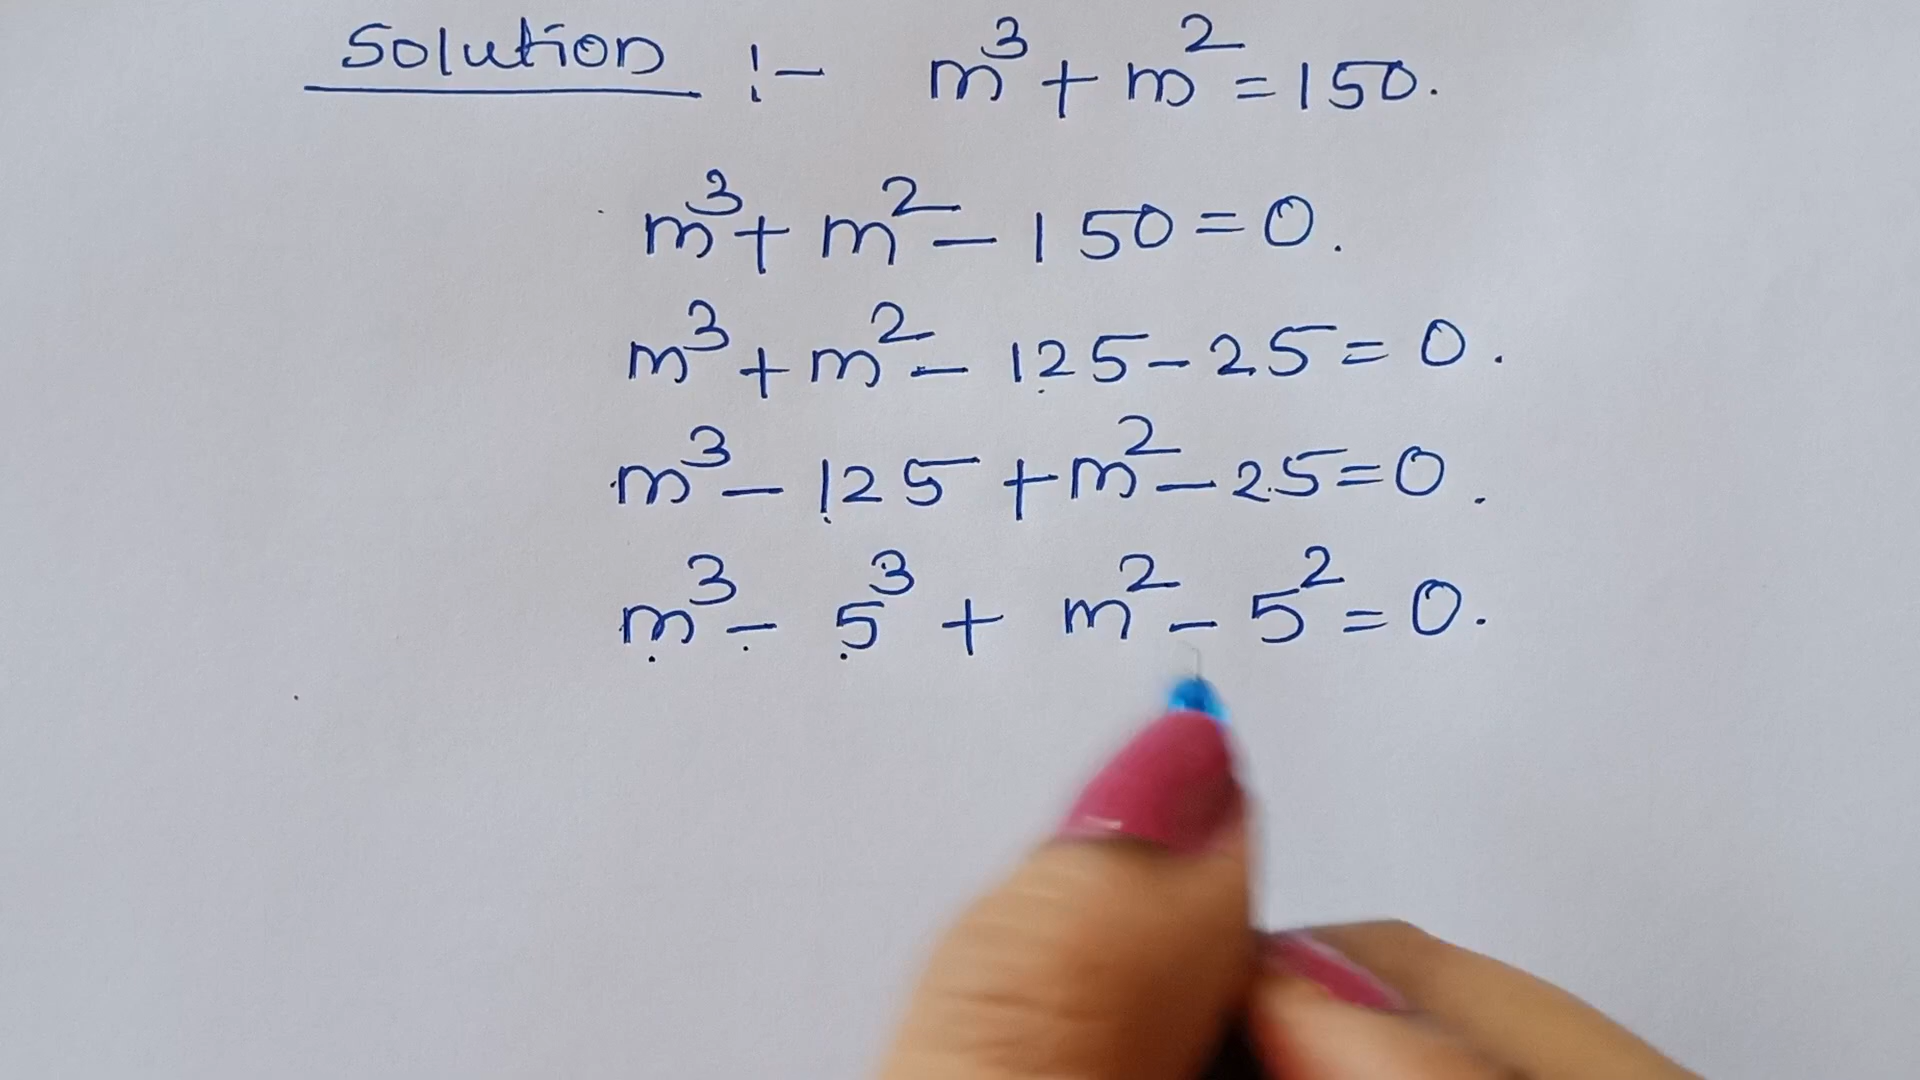 Solution :- m³ + m² = 150.
m³ + m² - 150 = 0.
m³ + m² - 125 - 25 = 0.
m³ - 125 + m² - 25 = 0.
m³ - 5³ + m² - 5² = 0.